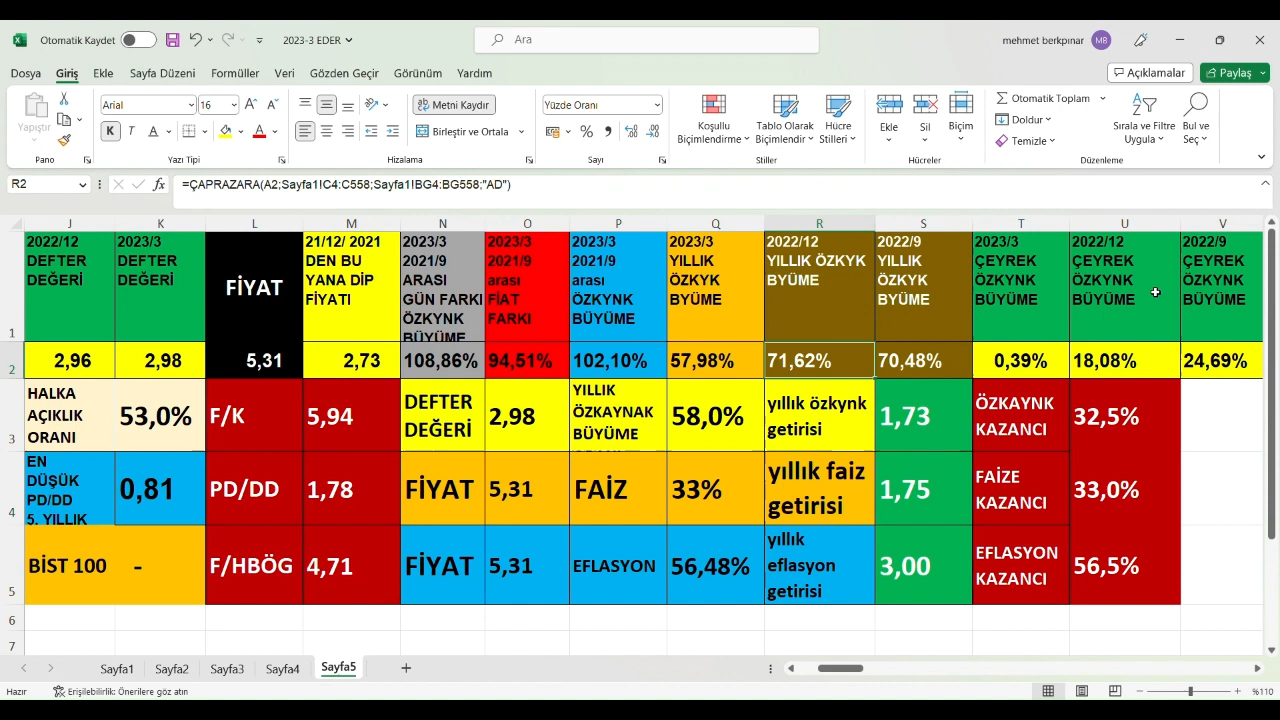 Otomatik Kaydet
2023-3 EDER
Ara
mehmet berkpınar
MB
Dosya Giriş Ekle Sayfa Düzeni Formüller Veri Gözden Geçir Görünüm Yardım
Açıklamalar
Paylaş
Yapıştır
Arial
16
K T A
Metni Kaydır
Birleştir ve Ortala
Yüzde Oranı
Koşullu
Biçimlendirme
Tablo Olarak
Biçimlendir
Hücre
Stilleri
Ekle
Sil
Biçim
Otomatik Toplam
Doldur
Temizle
Sırala ve Filtre
Uygula
Bul ve
Seç
Pano Yazı Tipi Hizalama Sayı Stiller Hücreler Düzenleme
R2
fx
=ÇAPRAZARA(A2;Sayfa1!C4:C558;Sayfa1!BG4:BG558;"AD")
J K L M N O P Q R S T U V
1
2022/12
DEFTER
DEĞERİ
2023/3
DEFTER
DEĞERİ
FİYAT
21/12/ 2021
DEN BU
YANA DİP
FİYATI
2023/3
2021/9
ARASI
GÜN FARKI
ÖZKYNK
BÜYÜME
2023/3
2021/9
arası
FİAT
FARKI
2023/3
2021/9
arası
ÖZKYNK
BÜYÜME
2023/3
YILLIK
ÖZKYK
BYÜME
2022/12
YILLIK ÖZKYK
BYÜME
2022/9
YILLIK
ÖZKYK
BYÜME
2023/3
ÇEYREK
ÖZKYNK
BÜYÜME
2022/12
ÇEYREK
ÖZKYNK
BÜYÜME
2022/9
ÇEYREK
ÖZKYNK
BÜYÜME
2 2,96 2,98 5,31 2,73 108,86% 94,51% 102,10% 57,98% 71,62% 70,48% 0,39% 18,08% 24,69%
3
HALKA
AÇIKLIK
ORANI
53,0%
F/K
5,94
DEFTER
DEĞERİ
2,98
YILLIK
ÖZKAYNAK
BÜYÜME
58,0%
yıllık özkynk
getirisi
1,73
ÖZKAYNK
KAZANCI
32,5%
4
EN
DÜŞÜK
PD/DD
5. YILLIK
0,81
PD/DD
1,78
FİYAT
5,31
FAİZ
33%
yıllık faiz
getirisi
1,75
FAİZE
KAZANCI
33,0%
5
BİST 100
-
F/HBÖG
4,71
FİYAT
5,31
EFLASYON
56,48%
yıllık
eflasyon
getirisi
3,00
EFLASYON
KAZANCI
56,5%
6
7
Sayfa1 Sayfa2 Sayfa3 Sayfa4 Sayfa5
Hazır
Erişilebilirlik: Önerilere göz atın
%110